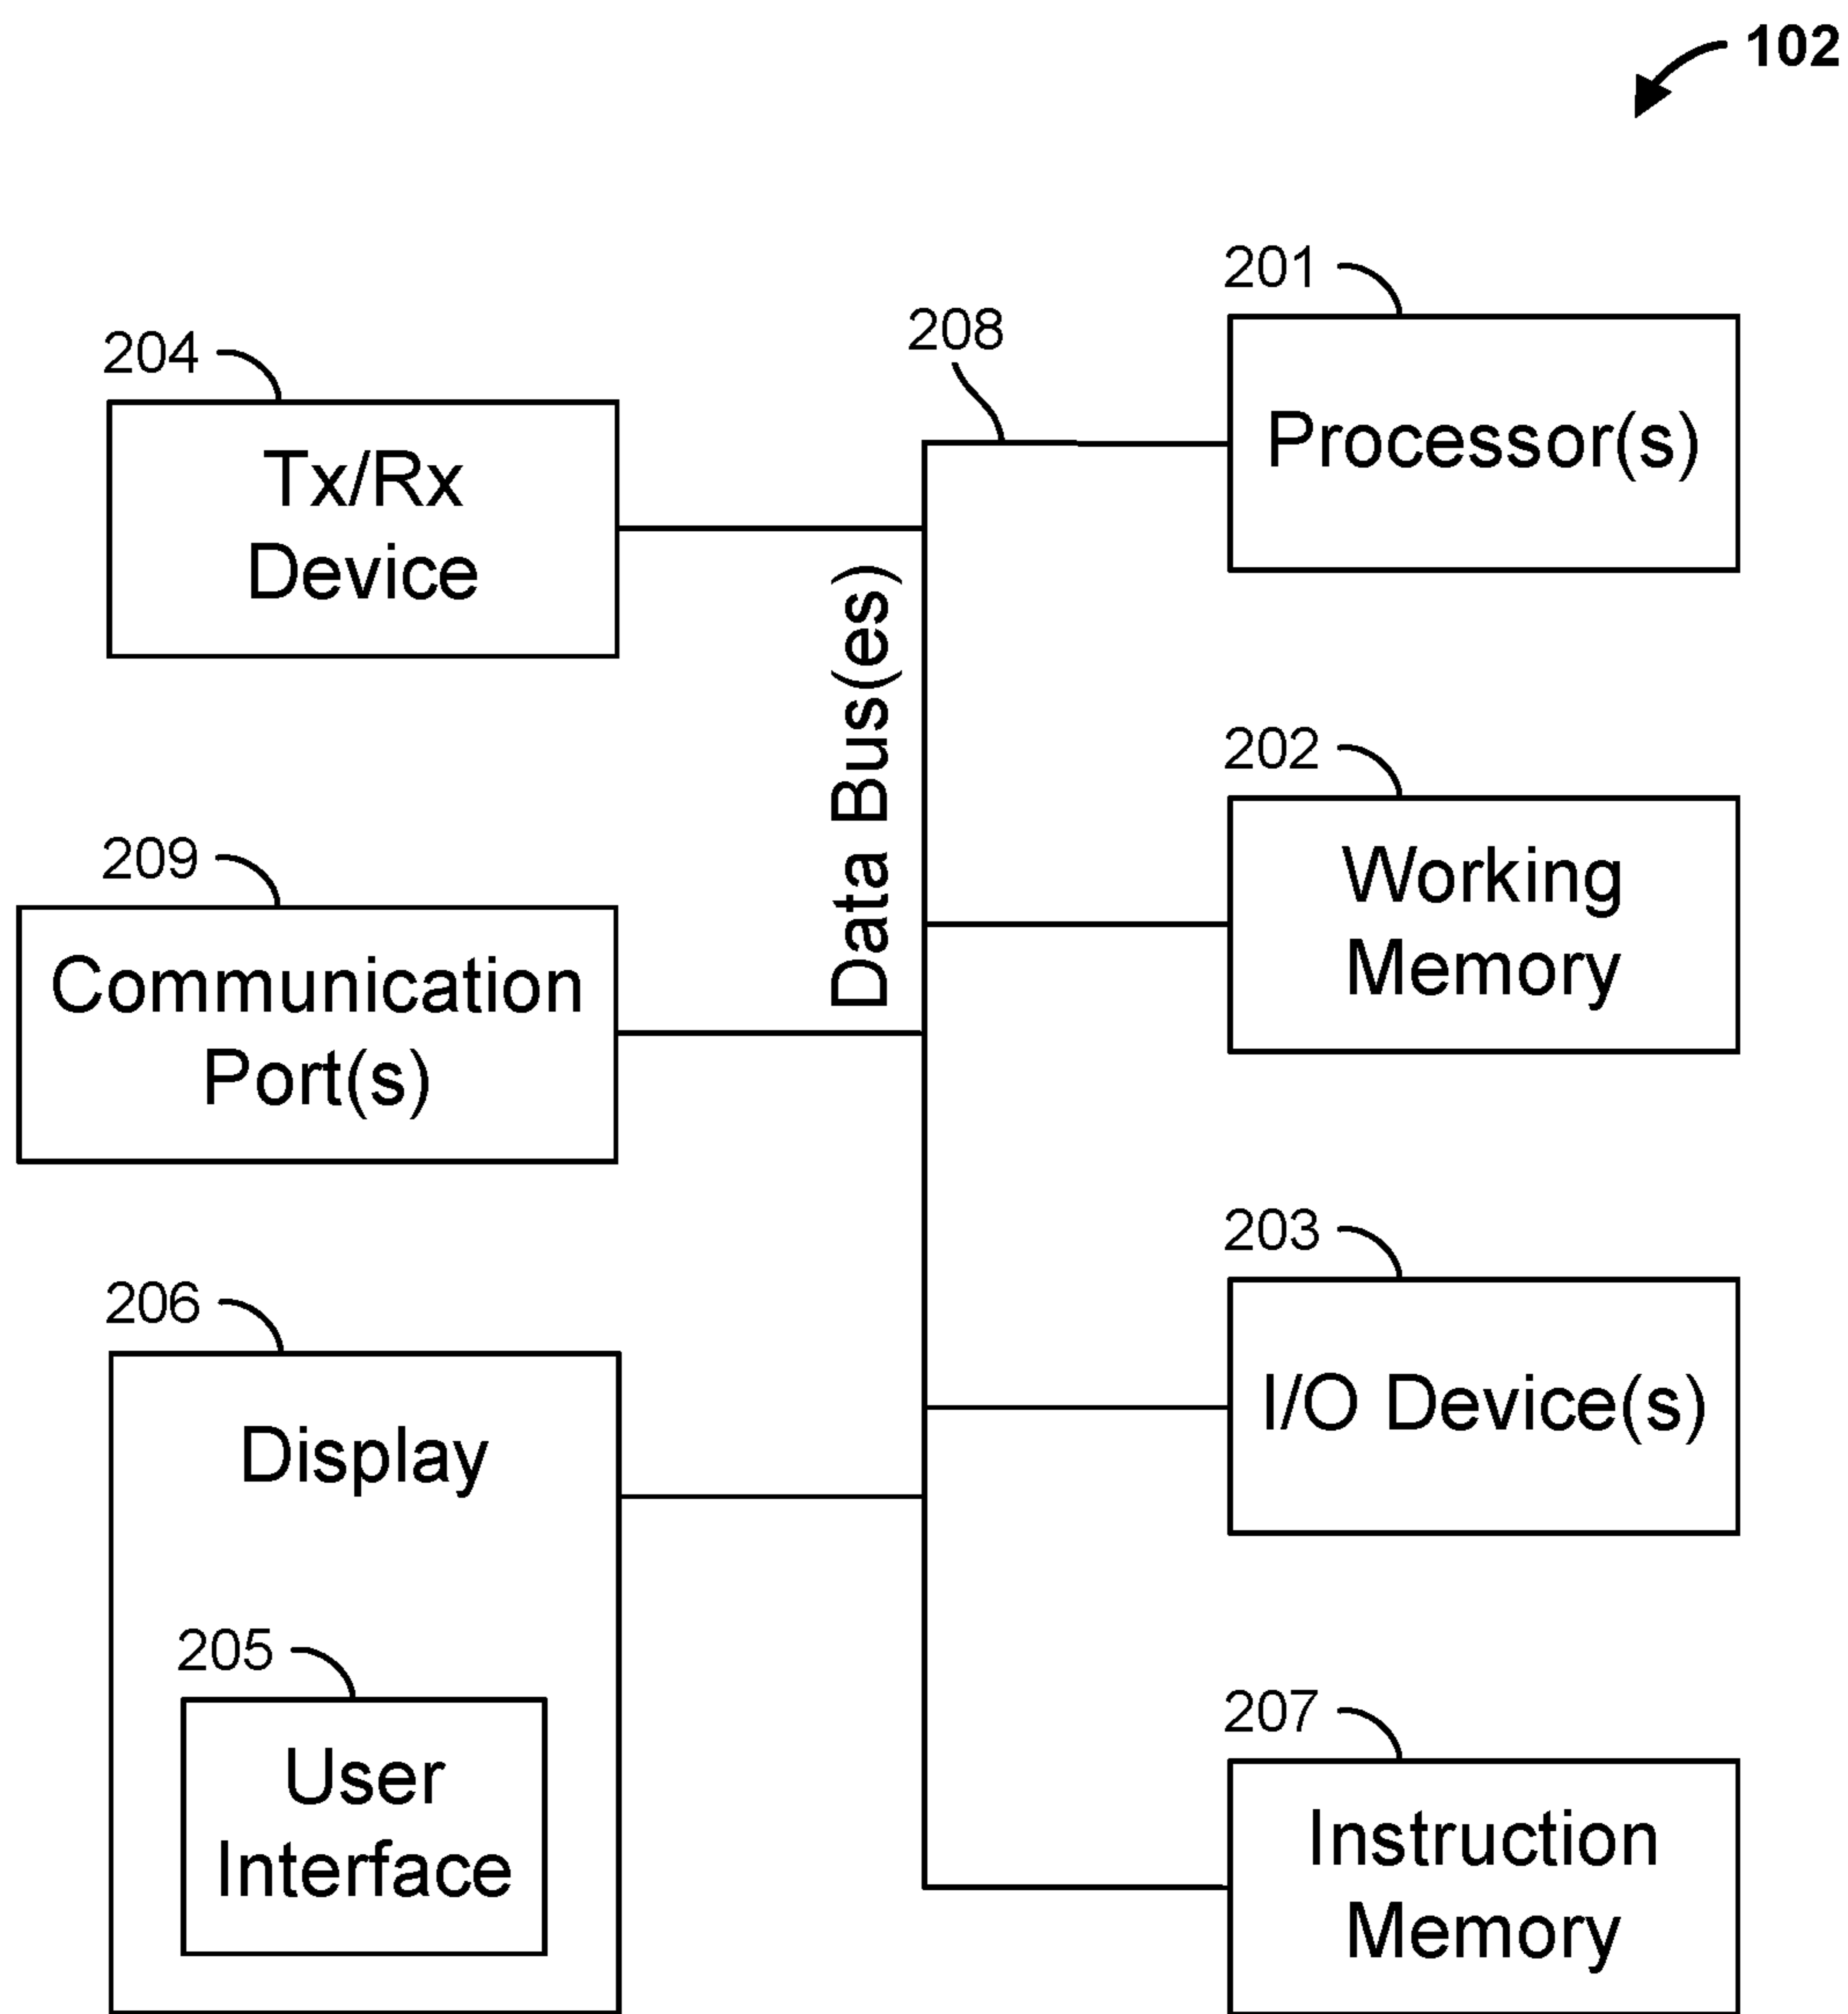 102
201
Processor(s)
208
204
Tx/Rx
Device
Data Bus(es)
202
Working
Memory
209
Communication
Port(s)
203
I/O Device(s)
206
Display
205
User
Interface
207
Instruction
Memory